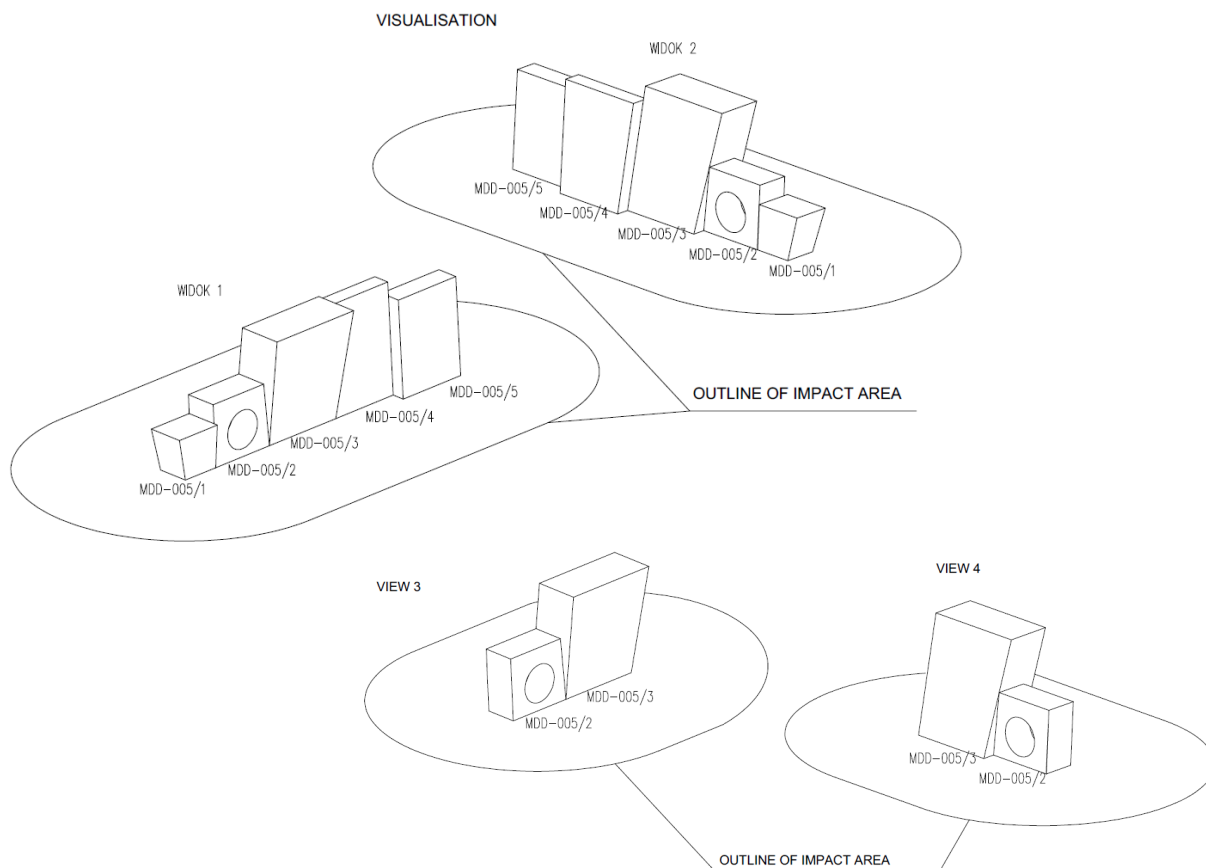 VISUALISATION
WIDOK 2
MDD-005/5
MDD-005/4
MDD-005/3
MDD-005/2
MDD-005/1
WIDOK 1
OUTLINE OF IMPACT AREA
MDD-005/5
MDD-005/4
MDD-005/3
MDD-005/2
MDD-005/1
VIEW 3
MDD-005/3
MDD-005/2
VIEW 4
MDD-005/3
MDD-005/2
OUTLINE OF IMPACT AREA